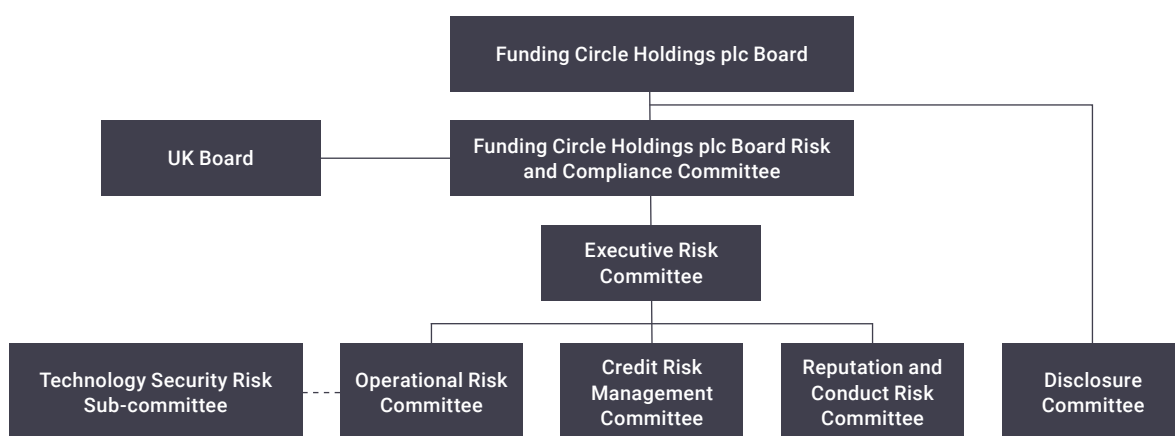 Funding Circle Holdings plc Board
UK Board
Funding Circle Holdings plc Board Risk
and Compliance Committee
Executive Risk
Committee
Technology Security Risk
Sub-committee
Operational Risk
Committee
Credit Risk
Management
Committee
Reputation and
Conduct Risk
Committee
Disclosure
Committee